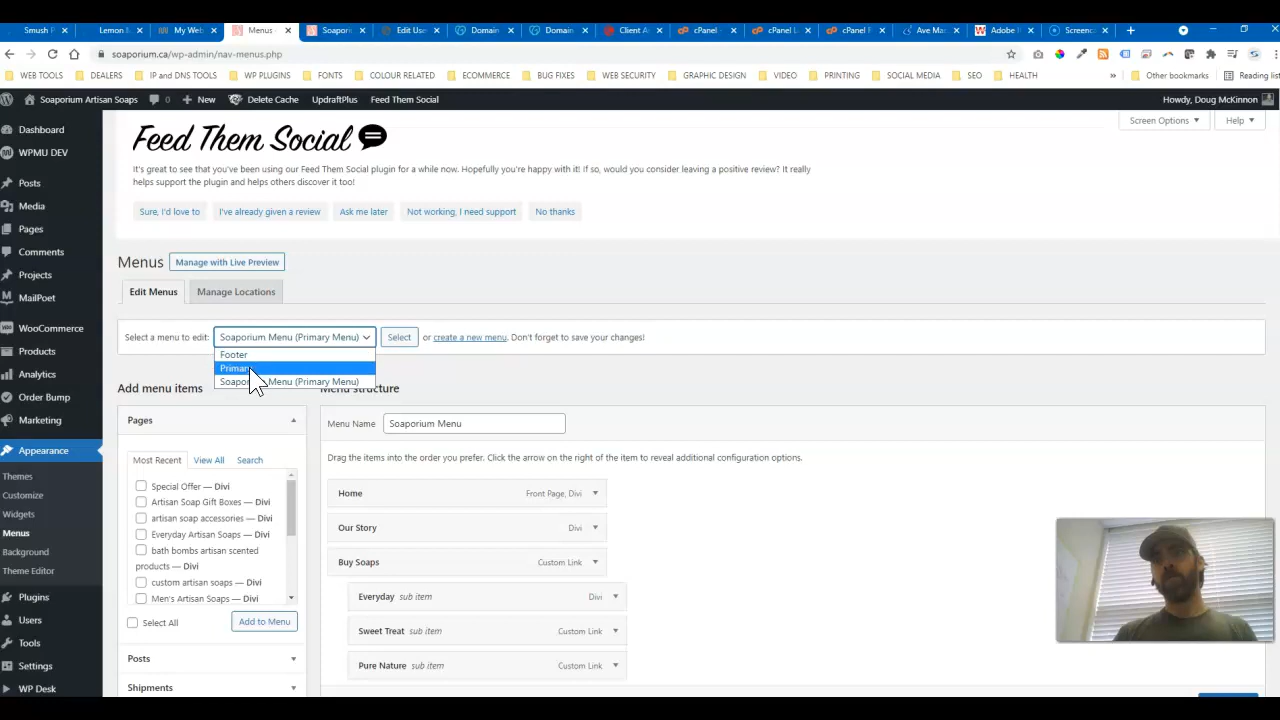 Smush P
Lemon
My Web
Menus
Soapori
Edit Use
Domain
Domain
Client A
cPanel
cPanel L
cPanel F
Ave Mac
Adobe
Screenc
soaporium.ca/wp-admin/nav-menus.php
WEB TOOLS
DEALERS
IP and DNS TOOLS
WP PLUGINS
FONTS
COLOUR RELATED
ECOMMERCE
BUG FIXES
WEB SECURITY
GRAPHIC DESIGN
VIDEO
PRINTING
SOCIAL MEDIA
SEO
HEALTH
»
Other bookmarks
Reading list
Soaporium Artisan Soaps
0
New
Delete Cache
UpdraftPlus
Feed Them Social
Howdy, Doug McKinnon
Dashboard
WPMU DEV
Posts
Media
Pages
Comments
Projects
MailPoet
WooCommerce
Products
Analytics
Order Bump
Marketing
Appearance
Themes
Customize
Widgets
Menus
Background
Theme Editor
Plugins
Users
Tools
Settings
WP Desk
Screen Options
Help
Feed Them Social
It's great to see that you've been using our Feed Them Social plugin for a while now. Hopefully you're happy with it! If so, would you consider leaving a positive review? It really
helps support the plugin and helps others discover it too!
Sure, I'd love to
I've already given a review
Ask me later
Not working, I need support
No thanks
Menus
Manage with Live Preview
Edit Menus
Manage Locations
Select a menu to edit:
Soaporium Menu (Primary Menu)
Select
or create a new menu. Don't forget to save your changes!
Footer
Primary
Menu (Primary Menu)
Add menu items
Menu structure
Pages
Most Recent
View All
Search
Special Offer — Divi
Artisan Soap Gift Boxes — Divi
artisan soap accessories — Divi
Everyday Artisan Soaps — Divi
bath bombs artisan scented
products — Divi
custom artisan soaps — Divi
Men's Artisan Soaps — Divi
Select All
Add to Menu
Posts
Shipments
Menu Name
Soaporium Menu
Drag the items into the order you prefer. Click the arrow on the right of the item to reveal additional configuration options.
Home
Front Page, Divi
Our Story
Divi
Buy Soaps
Custom Link
Everyday sub item
Divi
Sweet Treat sub item
Custom Link
Pure Nature sub item
Custom Link